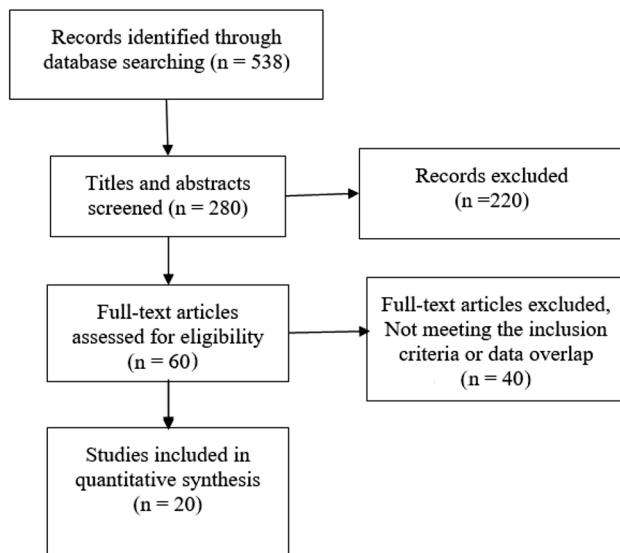 Records identified through
database searching (n = 538)
Titles and abstracts
screened (n = 280)
Records excluded
(n =220)
Full-text articles
assessed for eligibility
(n = 60)
Full-text articles excluded,
Not meeting the inclusion
criteria or data overlap
(n = 40)
Studies included in
quantitative synthesis
(n = 20)